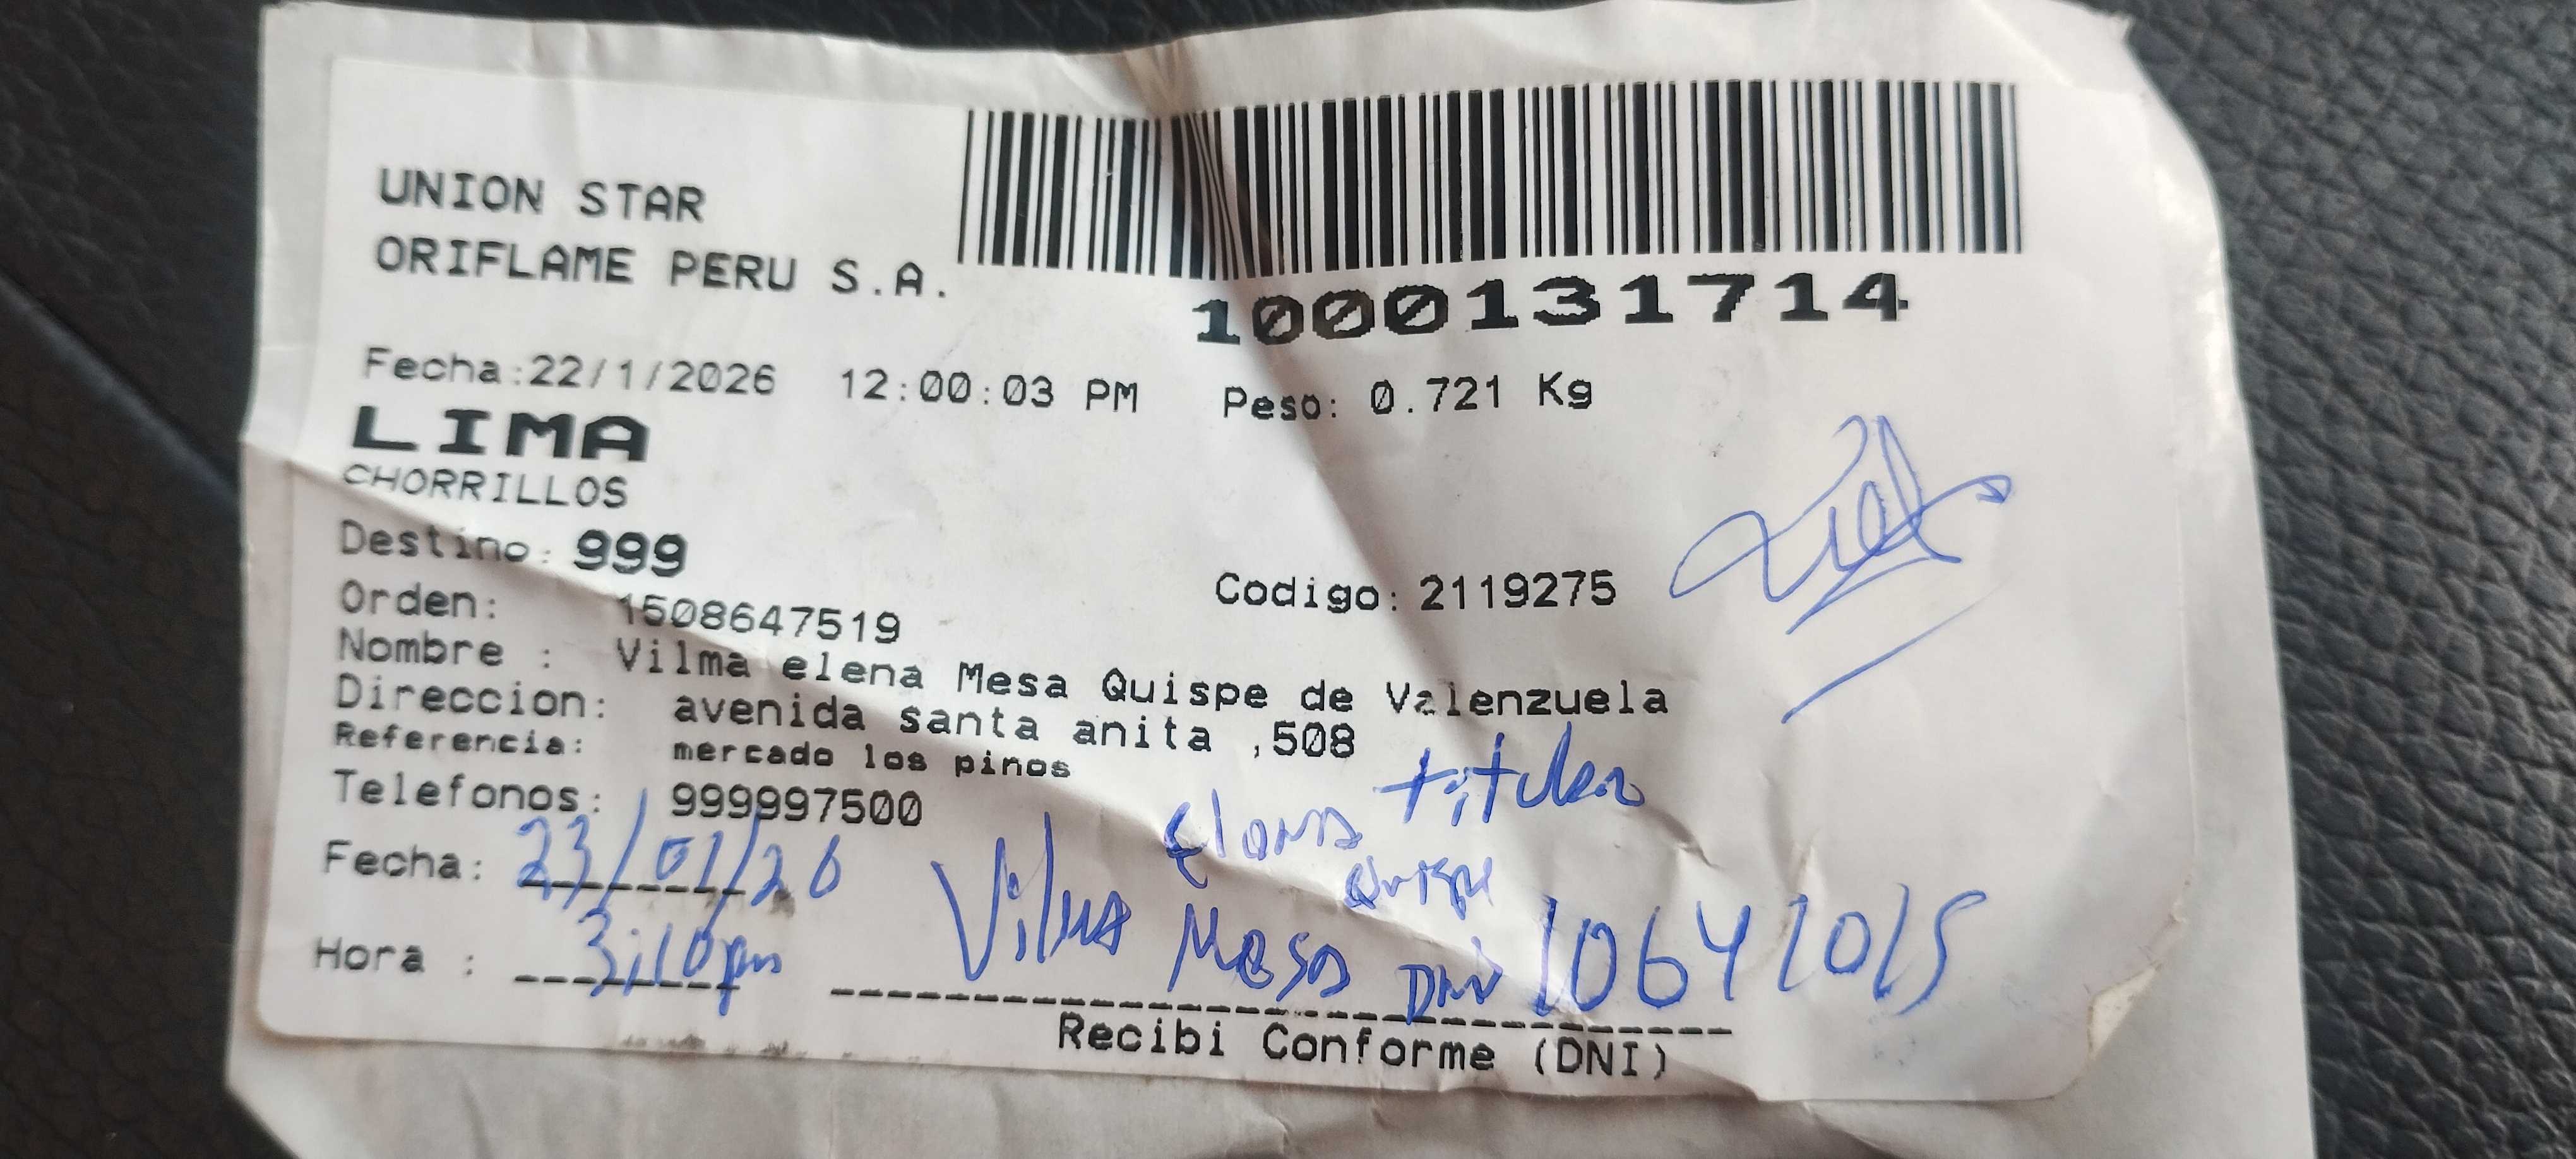 UNION STAR
ORIFLAME PERU S.A.
1000131714
Fecha:22/1/2026 12:00:03 PM Peso: 0.721 Kg
LIMA
CHORRILLOS
Destino: 999
Codigo: 2119275
Orden: 1508647519
Nombre : Vilma elena Mesa Quispe de Valenzuela
Direccion: avenida santa anita ,508
Referencia: mercado los pinos
Telefonos: 999997500
titular
Elena
Quispe
Fecha: 23/01/26
Vilma Mesa DNI 10641015
Hora : 3:10pm
Recibi Conforme (DNI)